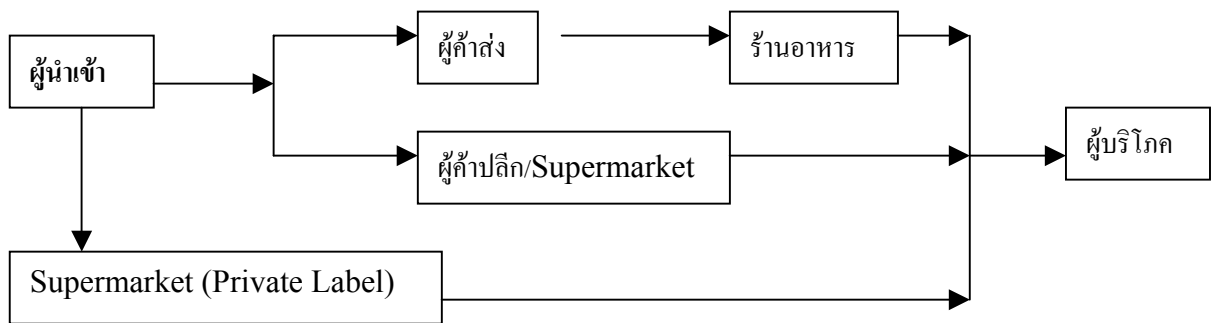 ผู้ค้าส่ง
ร้านอาหาร
ผู้นำเข้า
ผู้บริโภค
ผู้ค้าปลีก/Supermarket
Supermarket (Private Label)